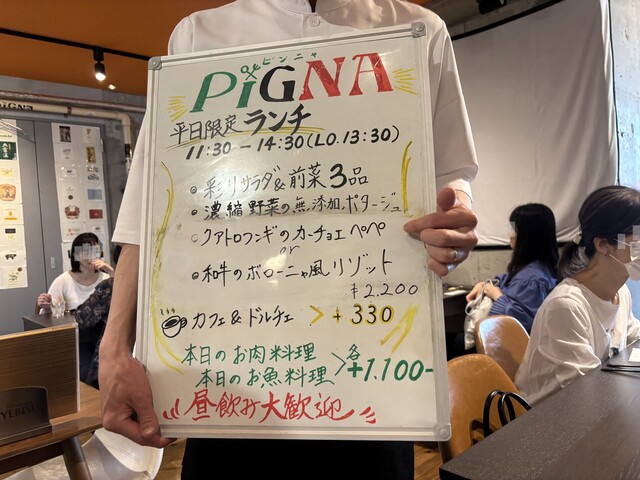 ピンニャ
PiGNA
平日限定ランチ
11:30-14:30(L.O.13:30)
彩りサラダ&前菜3品
濃縮野菜の無添加ポタージュ
クアトロフンギのカーチョエペペ
or
和牛のボローニャ風リゾット
¥2,200
カフェ&ドルチェ > +330
本日のお肉料理
本日のお魚料理 > 各+1.100-
昼飲み大歓迎
PiGNA
YEBISU